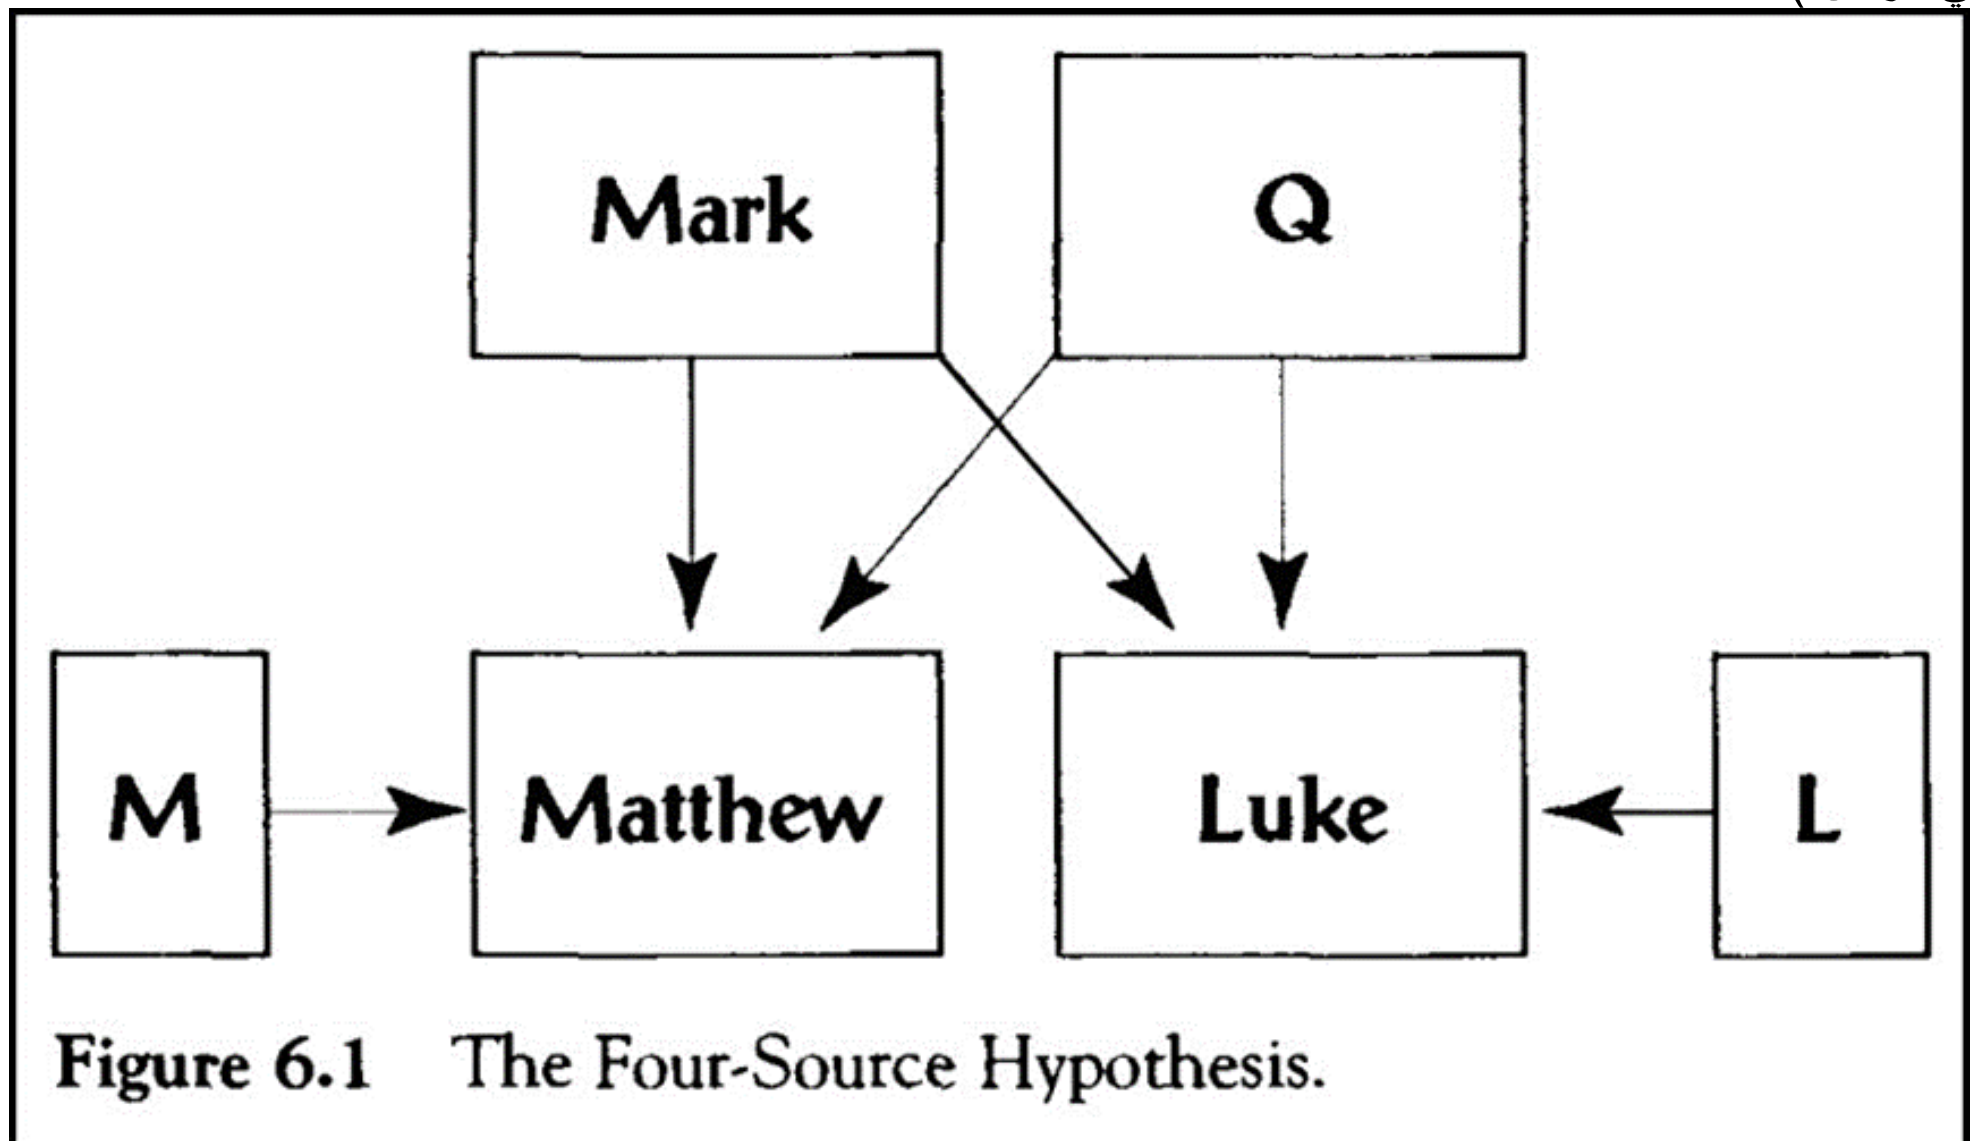 Mark
Q
M
Matthew
Luke
L
Figure 6.1 The Four-Source Hypothesis.